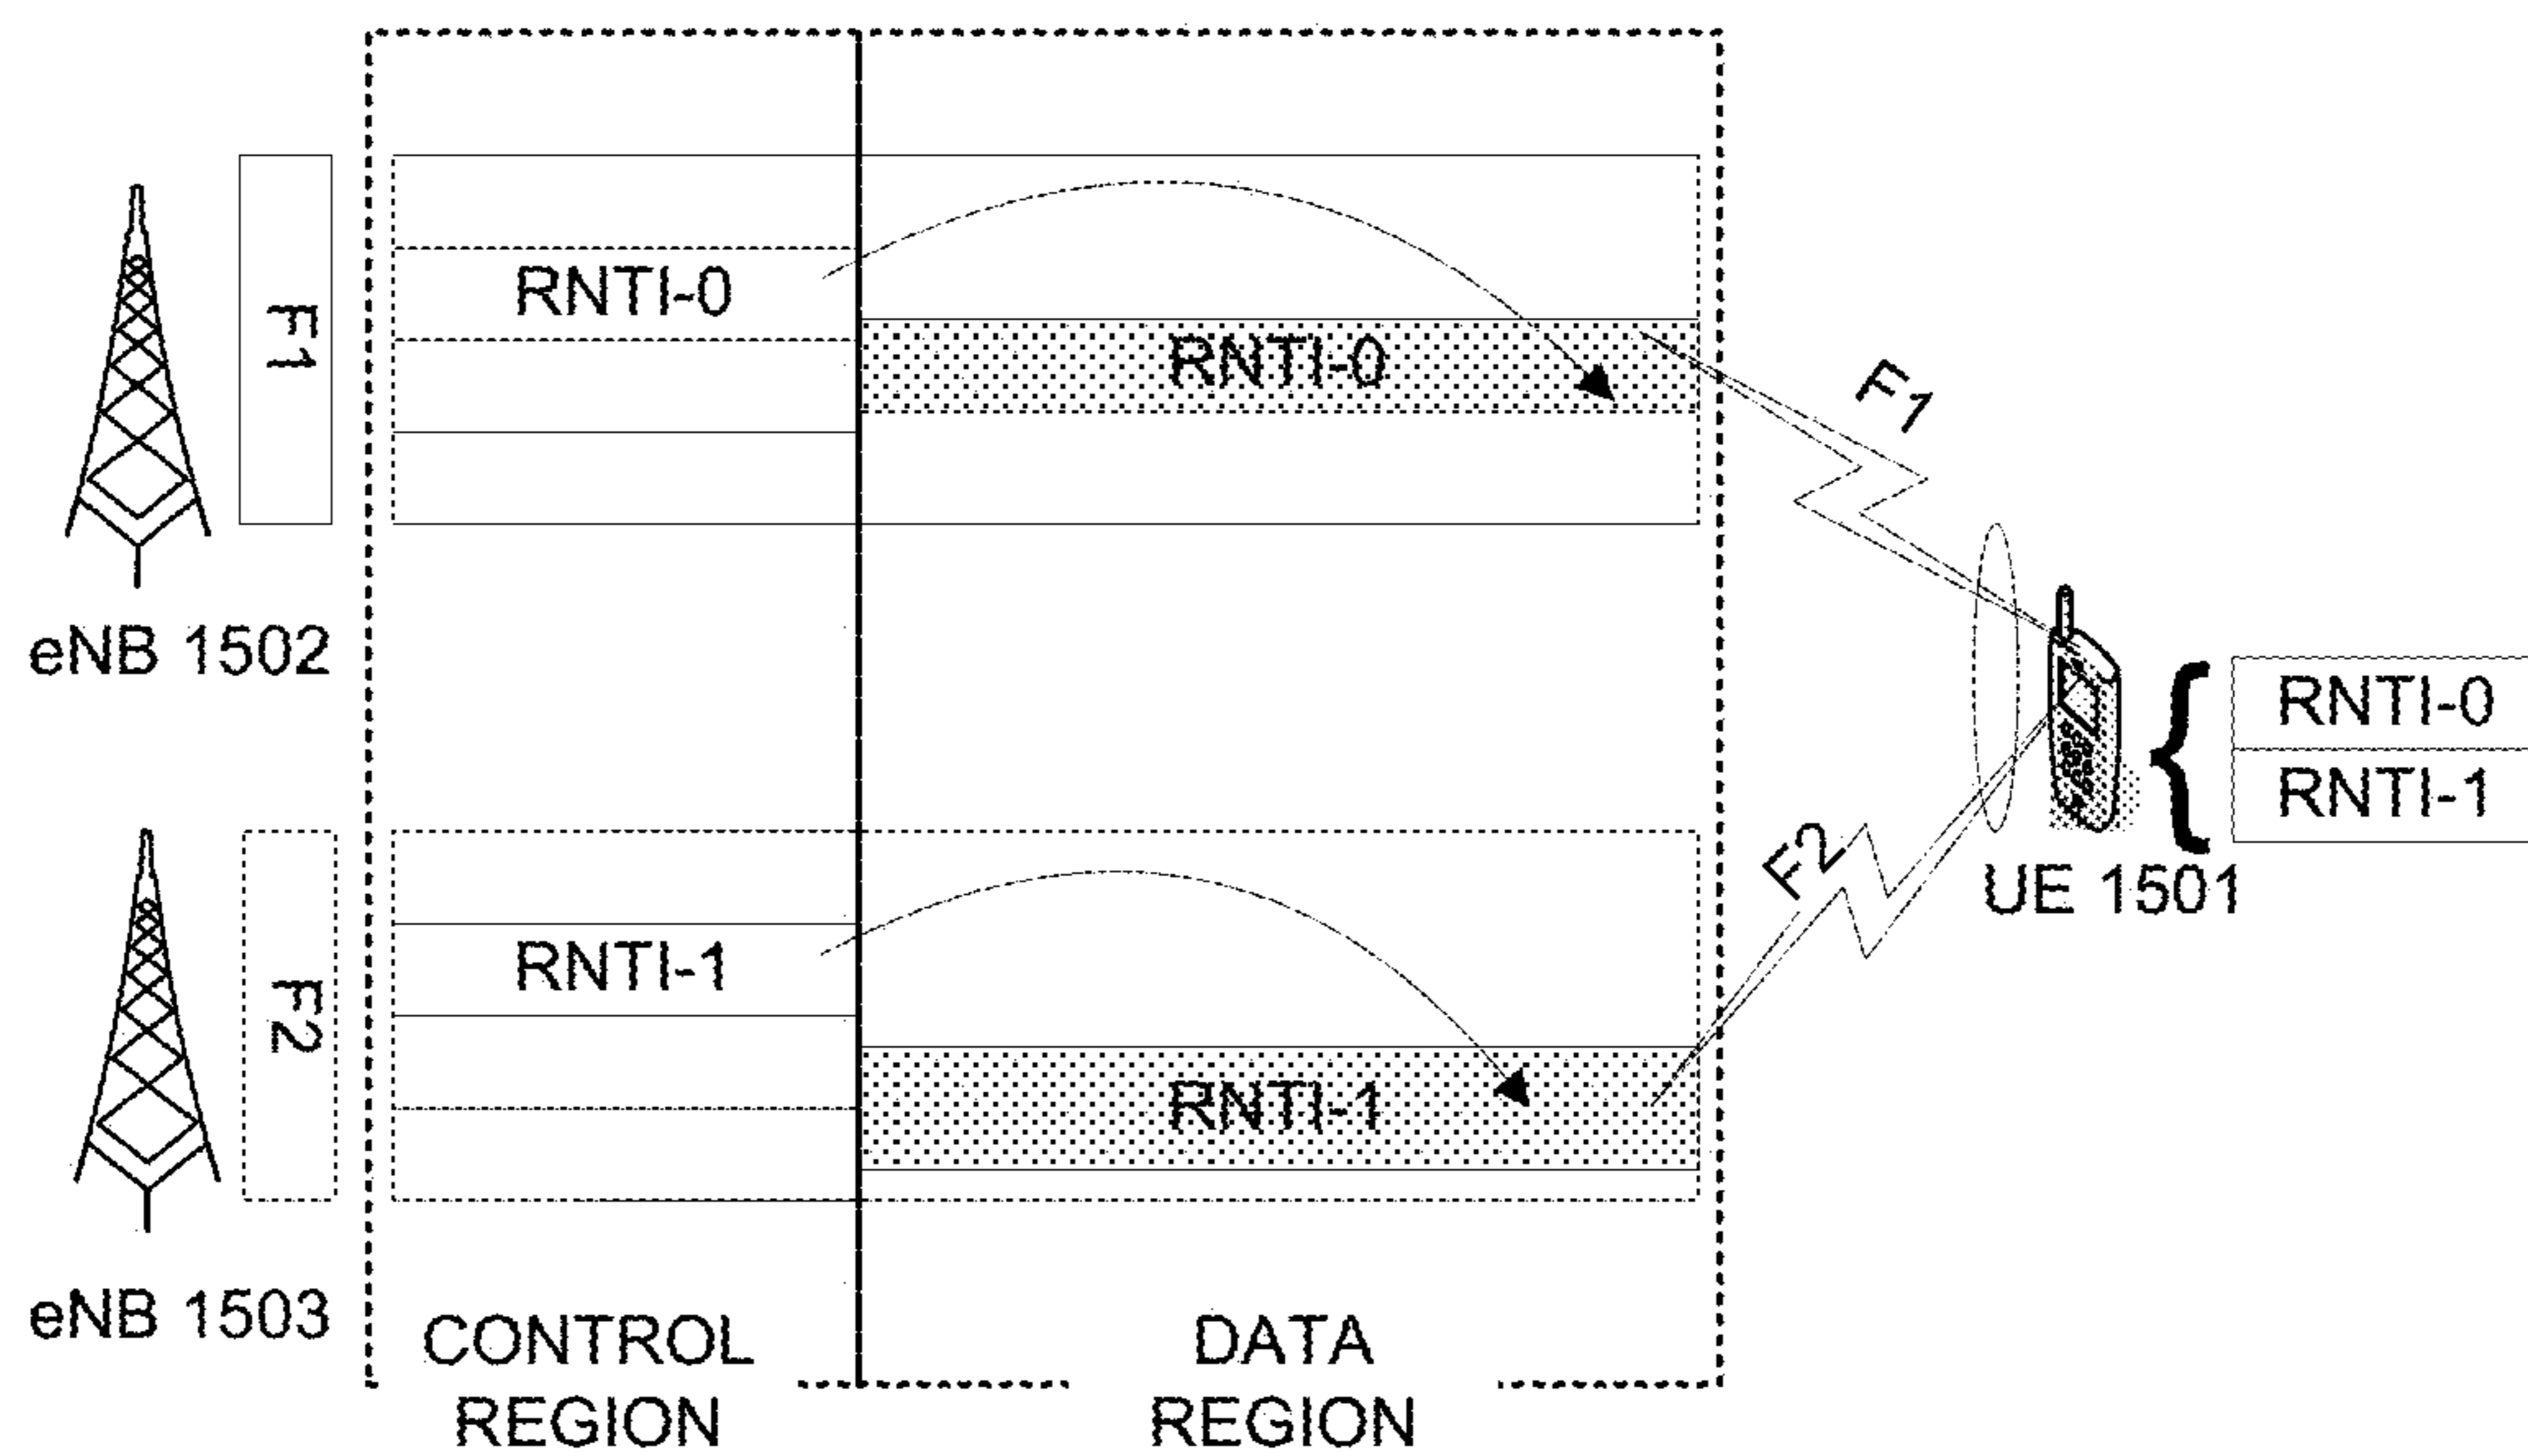 F1
RNTI-0
RNTI-0
F1
eNB 1502
RNTI-0
RNTI-1
UE 1501
F2
F2
RNTI-1
RNTI-1
eNB 1503
CONTROL
REGION
DATA
REGION